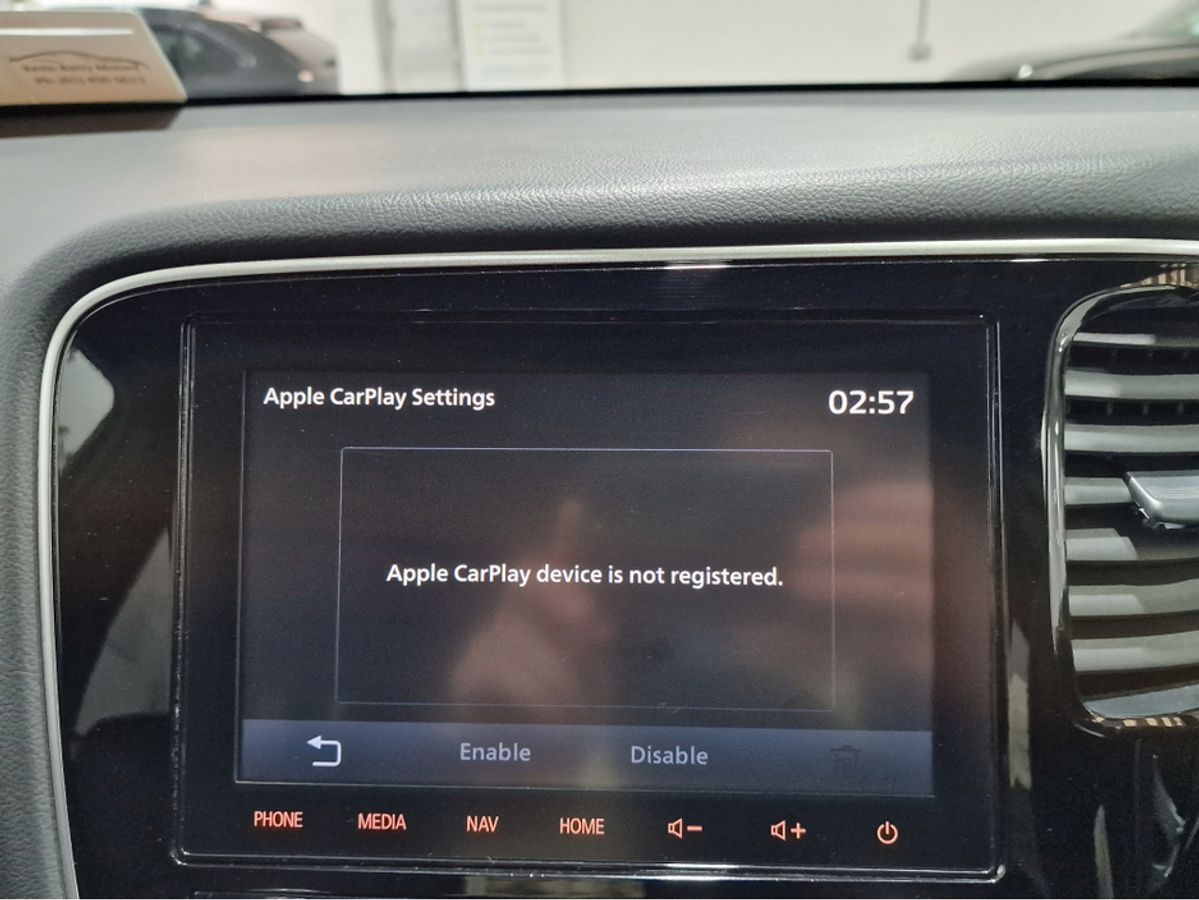 Apple CarPlay Settings
02:57
Apple CarPlay device is not registered.
Enable
Disable
PHONE
MEDIA
NAV
HOME